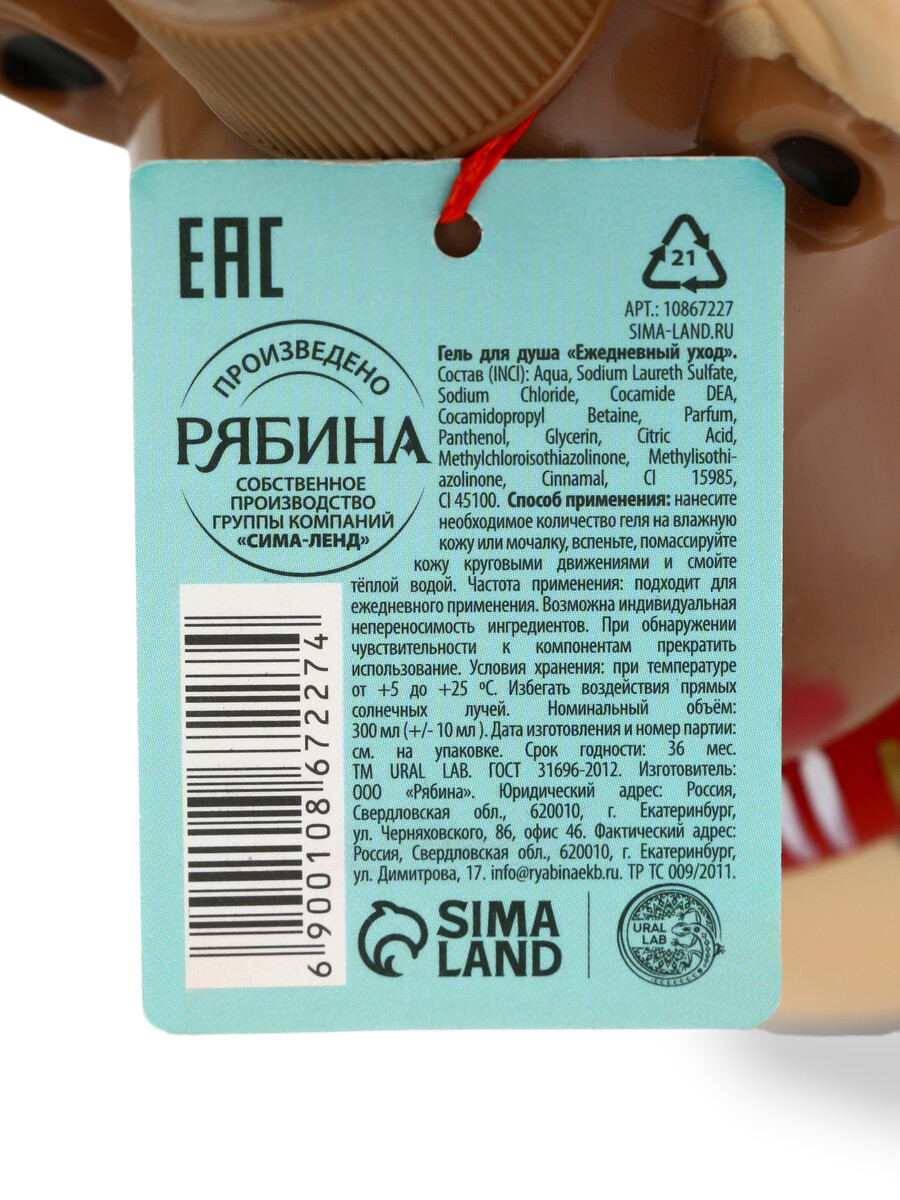 EAC
21
АРТ.: 10867227
SIMA-LAND.RU
ПРОИЗВЕДЕНО
РЯБИНА
СОБСТВЕННОЕ
ПРОИЗВОДСТВО
ГРУППЫ КОМПАНИЙ
«СИМА-ЛЕНД»
Гель для душа «Ежедневный уход».
Состав (INCI): Aqua, Sodium Laureth Sulfate,
Sodium Chloride, Cocamide DEA,
Cocamidopropyl Betaine, Parfum,
Panthenol, Glycerin, Citric Acid,
Methylchloroisothiazolinone, Methylisothi-
azolinone, Cinnamal, CI 15985,
CI 45100. Способ применения: нанесите
необходимое количество геля на влажную
кожу или мочалку, вспеньте, помассируйте
кожу круговыми движениями и смойте
тёплой водой. Частота применения: подходит для
ежедневного применения. Возможна индивидуальная
непереносимость ингредиентов. При обнаружении
чувствительности к компонентам прекратить
использование. Условия хранения: при температуре
от +5 до +25 ºС. Избегать воздействия прямых
солнечных лучей. Номинальный объём:
300 мл (+/- 10 мл ). Дата изготовления и номер партии:
см. на упаковке. Срок годности: 36 мес.
ТМ URAL LAB. ГОСТ 31696-2012. Изготовитель:
ООО «Рябина». Юридический адрес: Россия,
Свердловская обл., 620010, г. Екатеринбург,
ул. Черняховского, 86, офис 46. Фактический адрес:
Россия, Свердловская обл., 620010, г. Екатеринбург,
ул. Димитрова, 17. info@ryabinaekb.ru. ТР ТС 009/2011.
6 900108 672274
SIMA
LAND
URAL
LAB